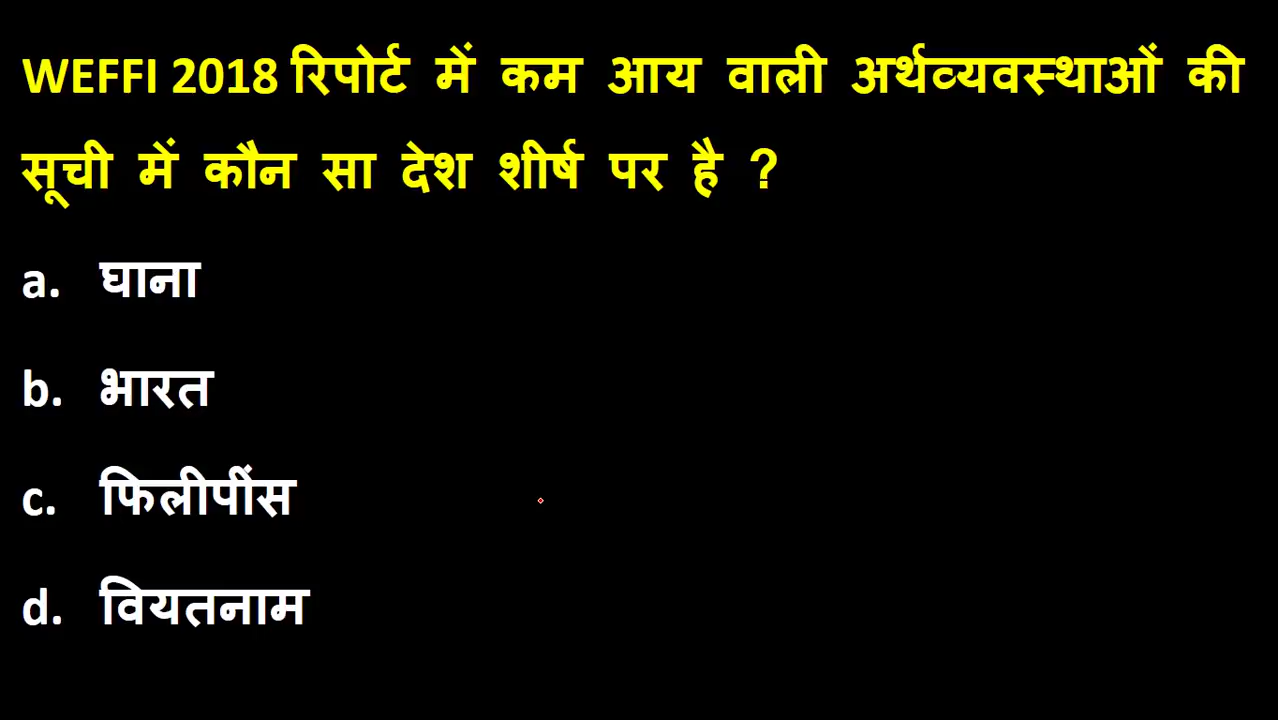 WEFFI 2018 रिपोर्ट में कम आय वाली अर्थव्यवस्थाओं की
सूची में कौन सा देश शीर्ष पर है ?
a. घाना
b. भारत
c. फिलीपींस
d. वियतनाम